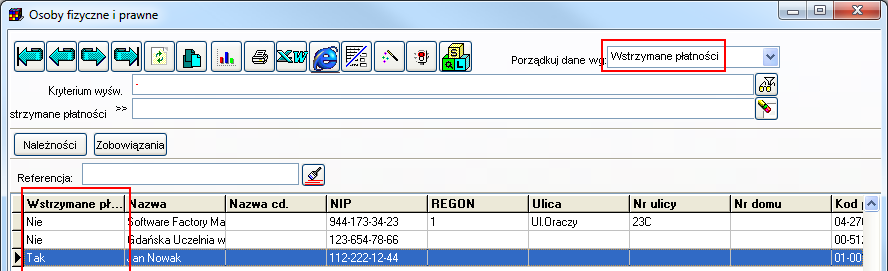 Osoby fizyczne i prawne
XW
S Q L
Porządkuj dane wg: Wstrzymane płatności
Kryterium wyśw.
strzymane płatności >>
Należności Zobowiązania
Referencja:
Wstrzymane pł... Nazwa Nazwa cd. NIP REGON Ulica Nr ulicy Nr domu Kod
Nie Software Factory Ma 944-173-34-23 1 Ul.Oraczy 23C 04-27
Nie Gdańska Uczelnia w 123-654-78-66 00-51
Tak Jan Nowak 112-222-12-44 01-00